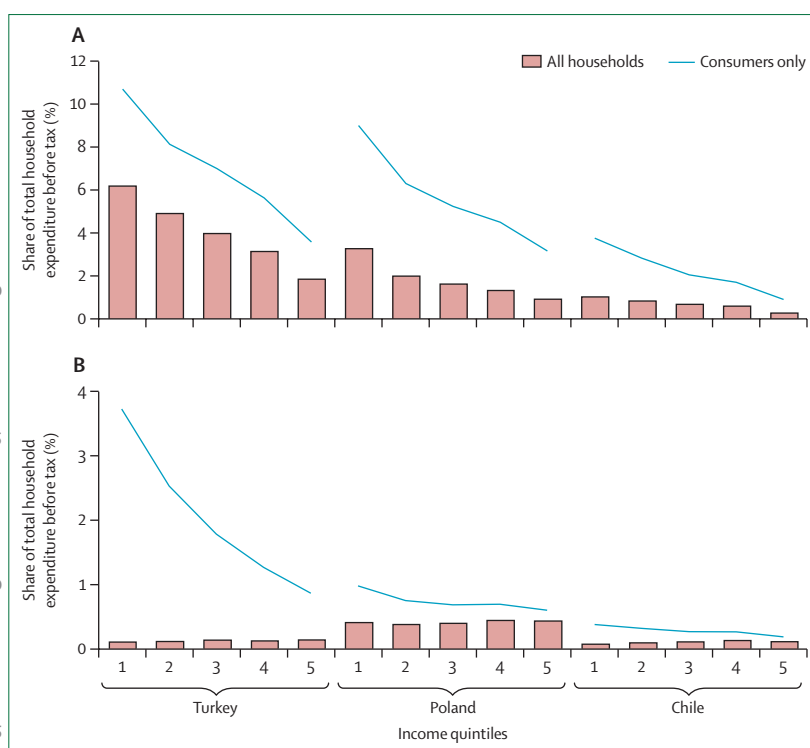 A
All households
Consumers only
Share of total household
expenditure before tax (%)
12
10
8
6
4
2
0
B
Share of total household
expenditure before tax (%)
4
3
2
1
0
1 2 3 4 5 1 2 3 4 5 1 2 3 4 5
Turkey Poland Chile
Income quintiles